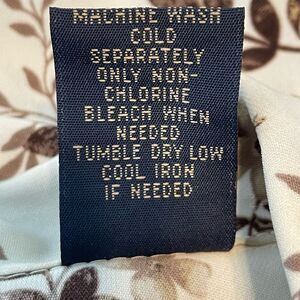 MACHINE WASH
COLD
SEPARATELY
ONLY NON-
CHLORINE
BLEACH WHEN
NEEDED
TUMBLE DRY LOW
COOL IRON
IF NEEDED